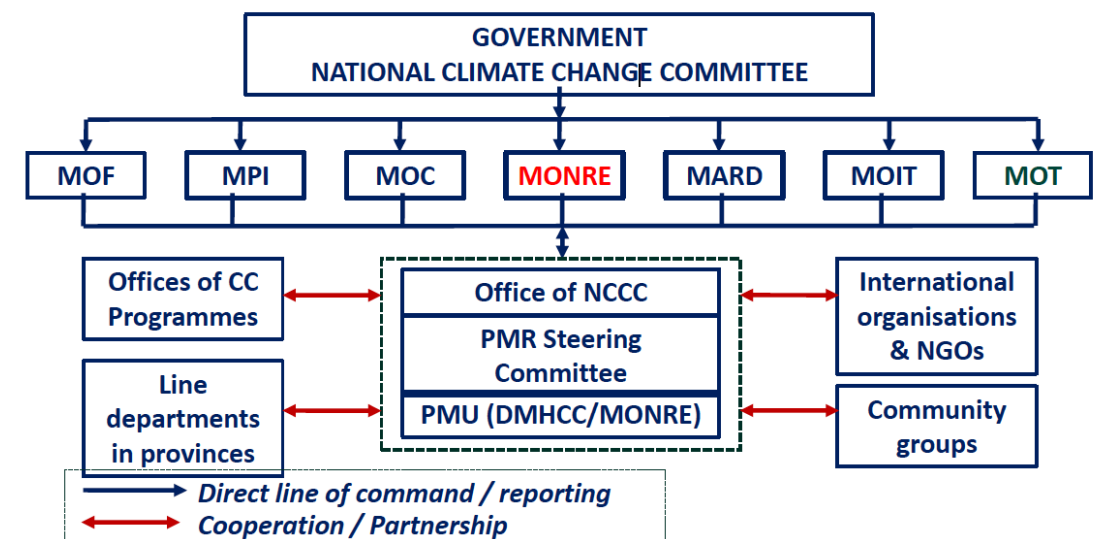 GOVERNMENT
NATIONAL CLIMATE CHANGE COMMITTEE
MOF
MPI
MOC
MONRE
MARD
MOIT
MOT
Offices of CC
Programmes
Office of NCCC
PMR Steering
Committee
PMU (DMHCC/MONRE)
International
organisations
& NGOs
Line
departments
in provinces
Community
groups
Direct line of command / reporting
Cooperation / Partnership